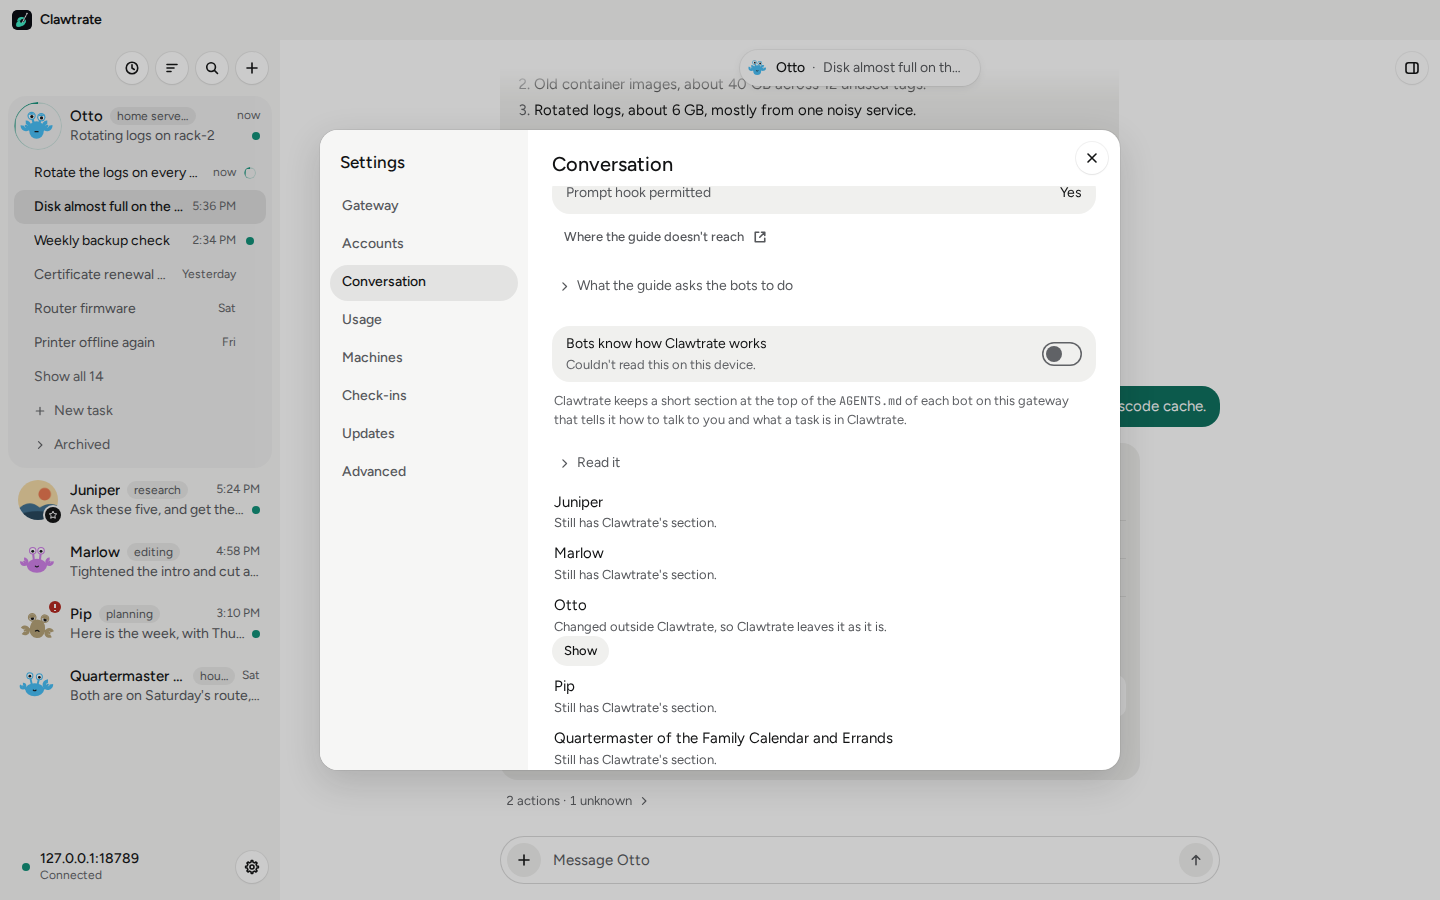 Clawtrate
Otto
home serve...
now
Rotating logs on rack-2
Rotate the logs on every ...
now
Disk almost full on the ...
5:36 PM
Weekly backup check
2:34 PM
Certificate renewal ...
Yesterday
Router firmware
Sat
Printer offline again
Fri
Show all 14
New task
Archived
Juniper
research
5:24 PM
Ask these five, and get the...
Marlow
editing
4:58 PM
Tightened the intro and cut a...
Pip
planning
3:10 PM
Here is the week, with Thu...
Quartermaster ...
hou...
Sat
Both are on Saturday's route,...
127.0.0.1:18789
Connected
Otto · Disk almost full on th...
2. Old container images, about 40 GB across 12 unused tags.
3. Rotated logs, about 6 GB, mostly from one noisy service.
Settings
Gateway
Accounts
Conversation
Usage
Machines
Check-ins
Updates
Advanced
Conversation
Prompt hook permitted
Yes
Where the guide doesn't reach
What the guide asks the bots to do
Bots know how Clawtrate works
Couldn't read this on this device.
Clawtrate keeps a short section at the top of the AGENTS.md of each bot on this gateway
that tells it how to talk to you and what a task is in Clawtrate.
Read it
Juniper
Still has Clawtrate's section.
Marlow
Still has Clawtrate's section.
Otto
Changed outside Clawtrate, so Clawtrate leaves it as it is.
Show
Pip
Still has Clawtrate's section.
Quartermaster of the Family Calendar and Errands
Still has Clawtrate's section.
scode cache.
2 actions · 1 unknown
Message Otto